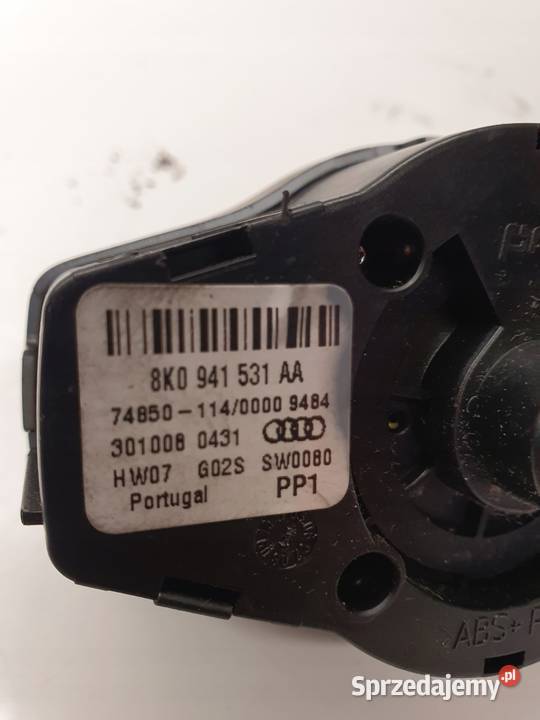 8K0 941 531 AA
74850-114/0000 9484
301008 0431
HW07 G02S SW0080
Portugal PP1
ABS+
Sprzedajemy.pl